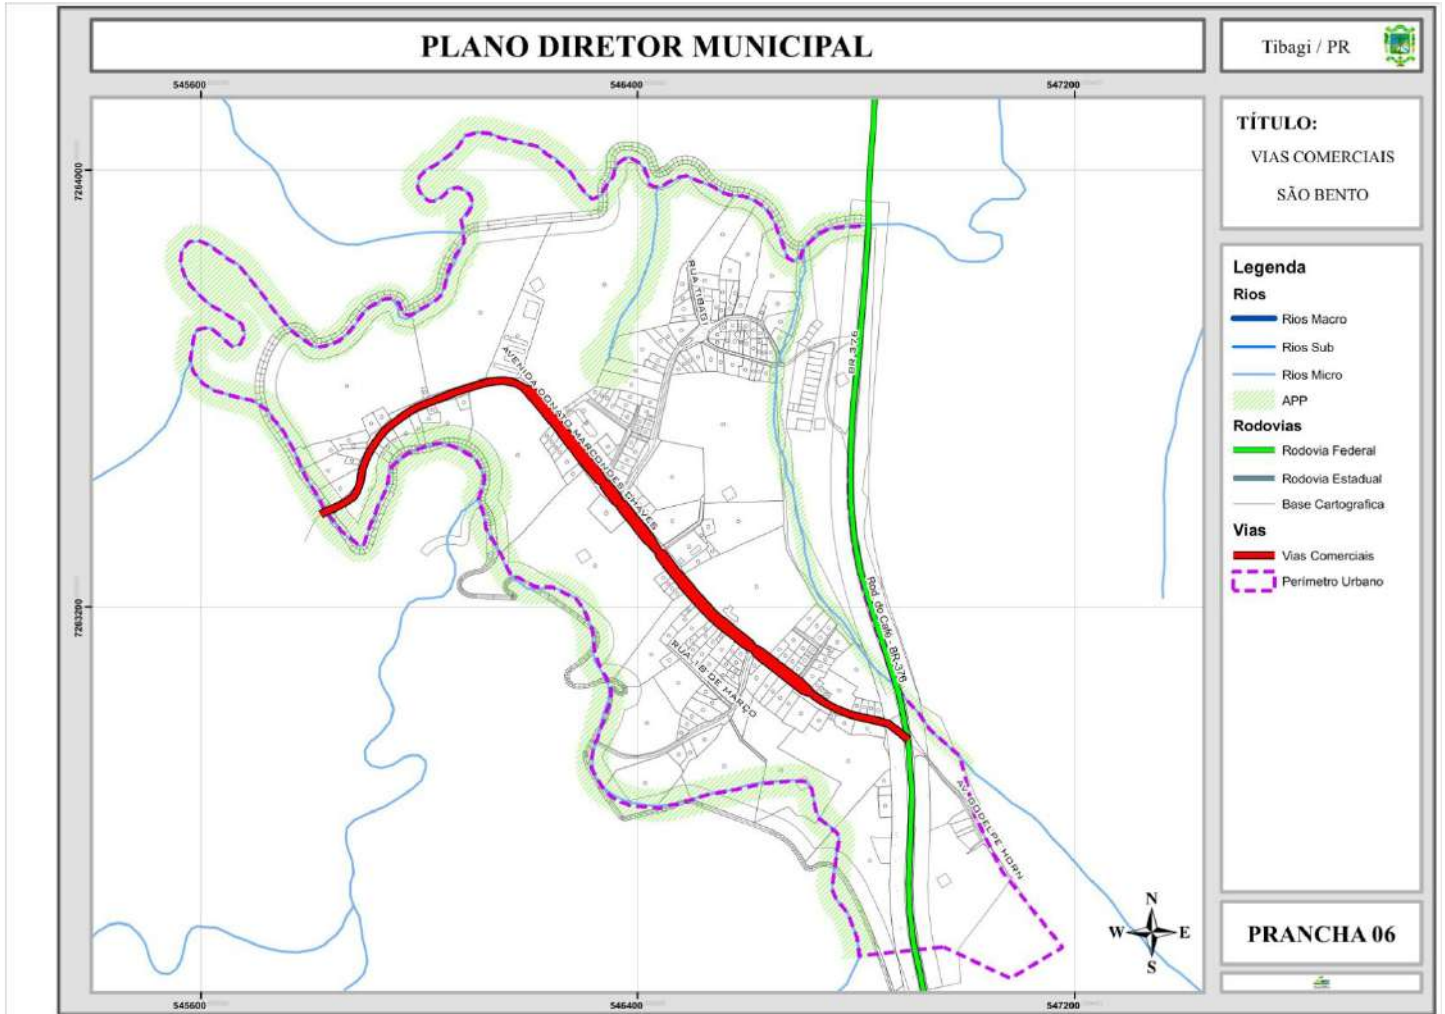 PLANO DIRETOR MUNICIPAL
Tibagi / PR
545600
546400
547200
TÍTULO:
VIAS COMERCIAIS
SÃO BENTO
7264000
7263200
RUA TIBAGI
BR 376
AVENIDA DONATO MARCONDES CHAVES
Rod. do Café - BR-376
RUA 18 DE MARÇO
AV. GODELPE HORN
Legenda
Rios
Rios Macro
Rios Sub
Rios Micro
APP
Rodovias
Rodovia Federal
Rodovia Estadual
Base Cartografica
Vias
Vias Comerciais
Perímetro Urbano
N
W
E
S
PRANCHA 06
545600
546400
547200